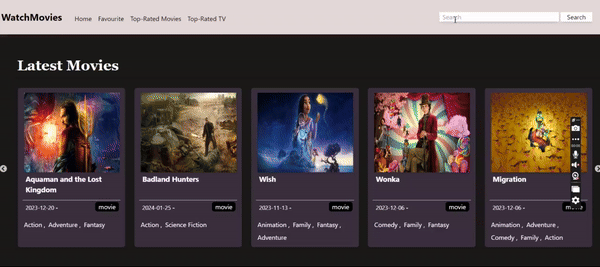 WatchMovies Home Favourite Top-Rated Movies Top-Rated TV Search Search
Latest Movies
Aquaman and the Lost Kingdom
2023-12-20 - movie
Action , Adventure , Fantasy
Badland Hunters
2024-01-25 - movie
Action , Science Fiction
Wish
2023-11-13 - movie
Animation , Family , Fantasy ,
Adventure
Wonka
2023-12-06 - movie
Comedy , Family , Fantasy
Migration
2023-12-06 -
Animation , Adventure ,
Comedy , Family , Action